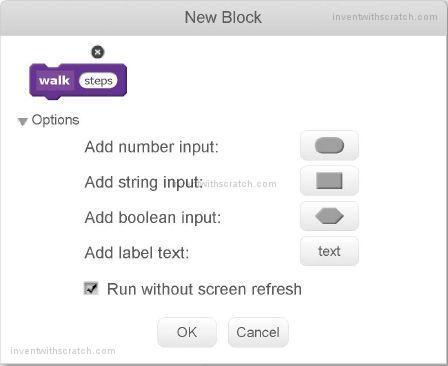 New Block
inventwithscratch.com
walk steps
Options
Add number input:
Add string input:
inventwithscratch.com
Add boolean input:
Add label text: text
Run without screen refresh
OK Cancel
inventwithscratch.com